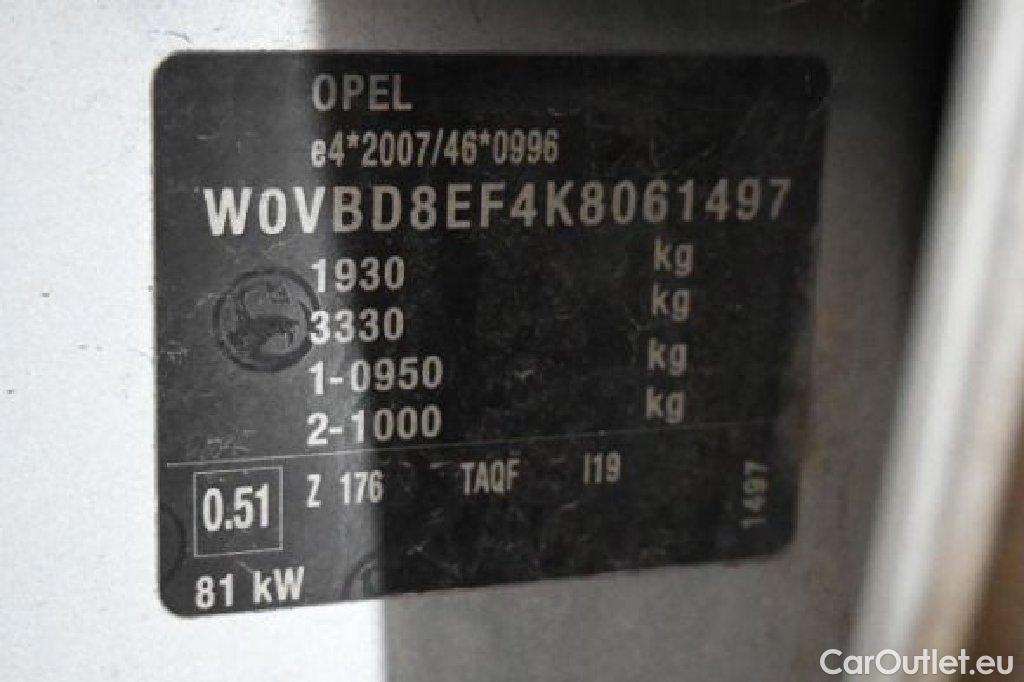 OPEL
e4*2007/46*0996
W0VBD8EF4K8061497
1930 kg
3330 kg
1-0950 kg
2-1000 kg
0.51 Z 176 TAQF I19 1497
81 kW
CarOutlet.eu